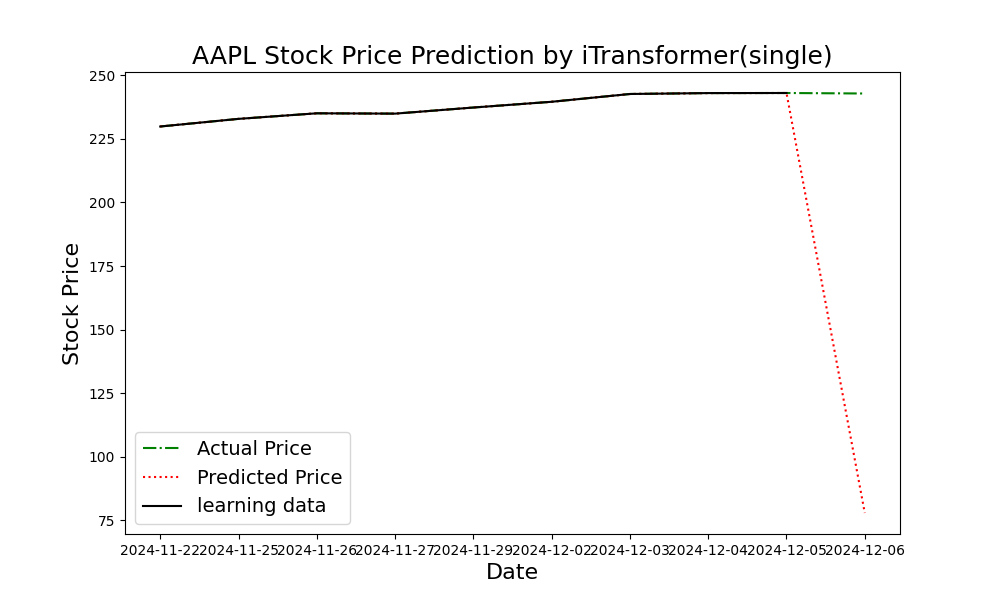 AAPL Stock Price Prediction by iTransformer(single)
250
225
200
175
150
125
100
75
Stock Price
Actual Price
Predicted Price
learning data
2024-11-22 2024-11-25 2024-11-26 2024-11-27 2024-11-29 2024-12-02 2024-12-03 2024-12-04 2024-12-05 2024-12-06
Date